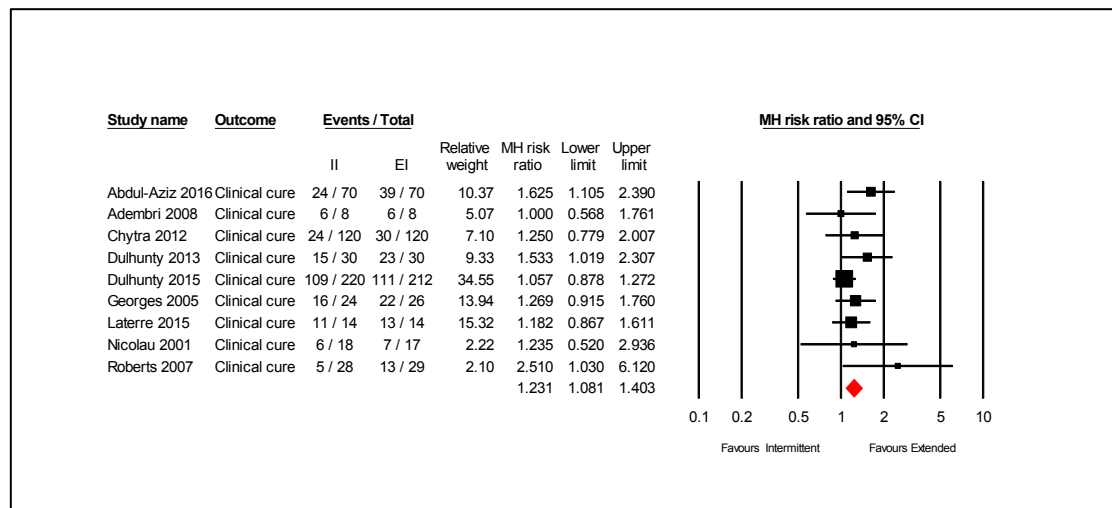 Study name Outcome Events / Total MH risk ratio and 95% CI
Relative MH risk Lower Upper
II EI weight ratio limit limit
Abdul-Aziz 2016 Clinical cure 24 / 70 39 / 70 10.37 1.625 1.105 2.390
Adembri 2008 Clinical cure 6 / 8 6 / 8 5.07 1.000 0.568 1.761
Chytra 2012 Clinical cure 24 / 120 30 / 120 7.10 1.250 0.779 2.007
Dulhunty 2013 Clinical cure 15 / 30 23 / 30 9.33 1.533 1.019 2.307
Dulhunty 2015 Clinical cure 109 / 220 111 / 212 34.55 1.057 0.878 1.272
Georges 2005 Clinical cure 16 / 24 22 / 26 13.94 1.269 0.915 1.760
Laterre 2015 Clinical cure 11 / 14 13 / 14 15.32 1.182 0.867 1.611
Nicolau 2001 Clinical cure 6 / 18 7 / 17 2.22 1.235 0.520 2.936
Roberts 2007 Clinical cure 5 / 28 13 / 29 2.10 2.510 1.030 6.120
1.231 1.081 1.403
0.1 0.2 0.5 1 2 5 10
Favours Intermittent Favours Extended